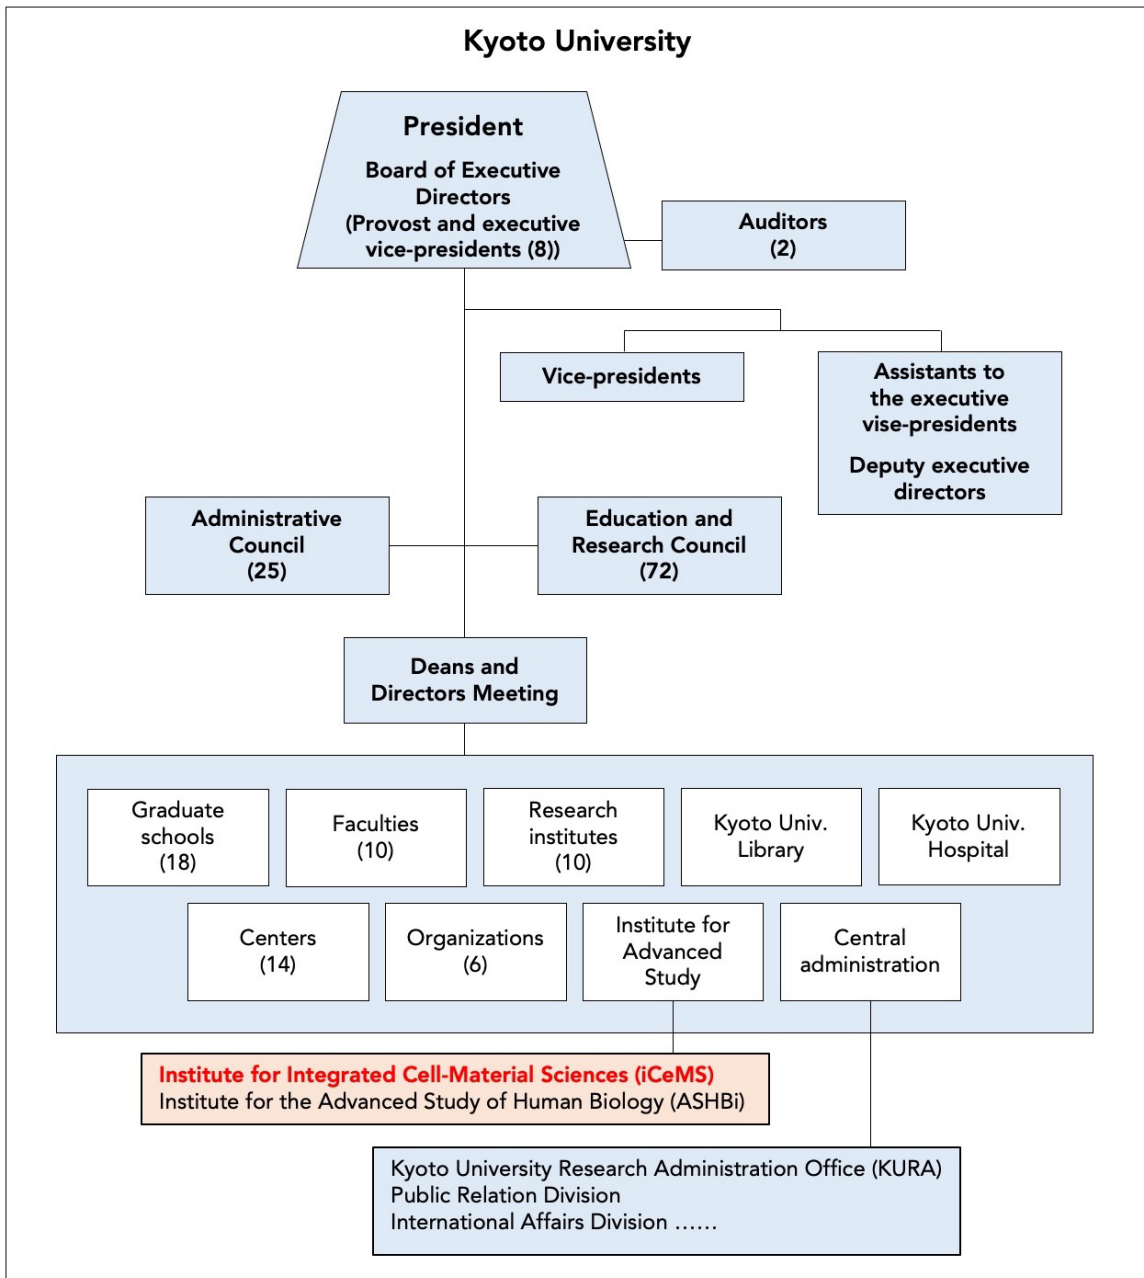 Kyoto University
President
Board of Executive
Directors
(Provost and executive
vice-presidents (8))
Auditors
(2)
Vice-presidents
Assistants to
the executive
vise-presidents
Deputy executive
directors
Administrative
Council
(25)
Education and
Research Council
(72)
Deans and
Directors Meeting
Graduate
schools
(18)
Faculties
(10)
Research
institutes
(10)
Kyoto Univ.
Library
Kyoto Univ.
Hospital
Centers
(14)
Organizations
(6)
Institute for
Advanced
Study
Central
administration
Institute for Integrated Cell-Material Sciences (iCeMS)
Institute for the Advanced Study of Human Biology (ASHBi)
Kyoto University Research Administration Office (KURA)
Public Relation Division
International Affairs Division ......